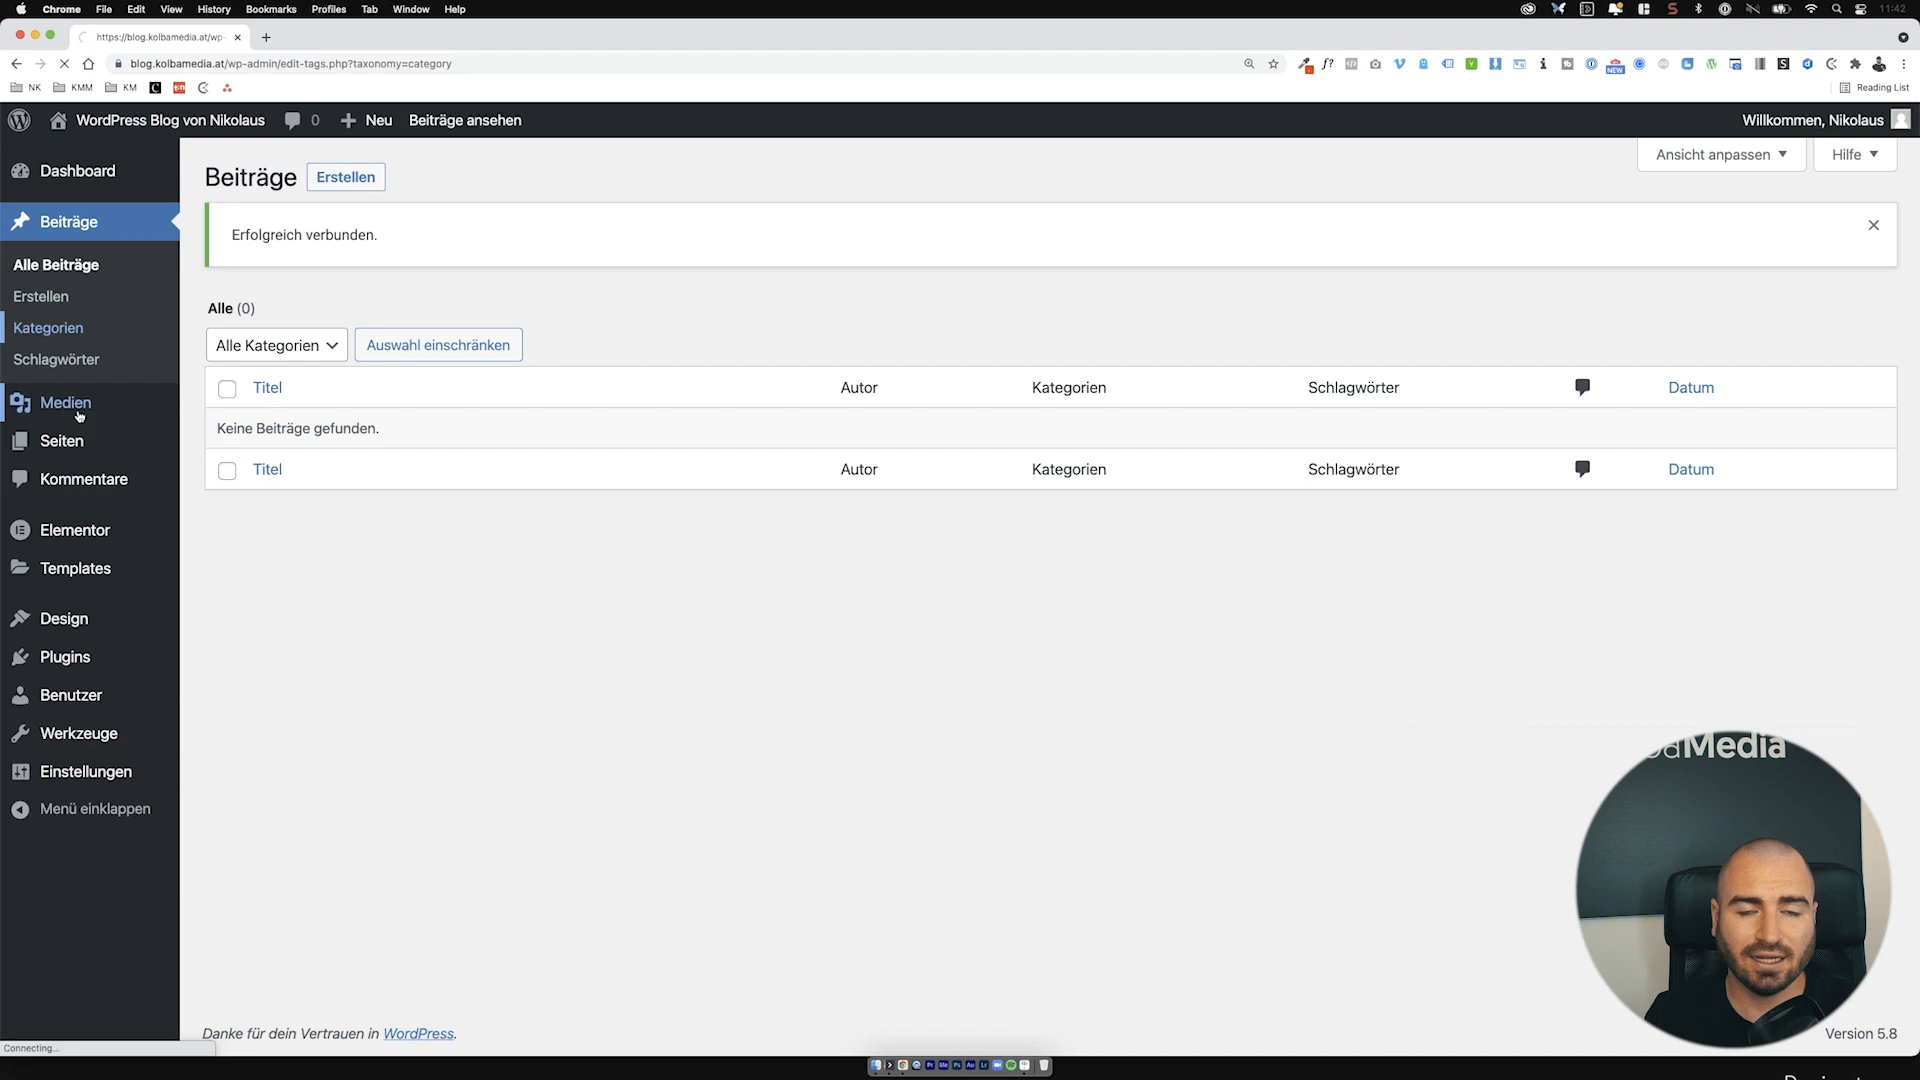 Chrome File Edit View History Bookmarks Profiles Tab Window Help
11:42
https://blog.kolbamedia.at/wp-
blog.kolbamedia.at/wp-admin/edit-tags.php?taxonomy=category
NEW
NK KMM KM
Reading List
WordPress Blog von Nikolaus 0 Neu Beiträge ansehen
Willkommen, Nikolaus
Dashboard
Beiträge
Alle Beiträge
Erstellen
Kategorien
Schlagwörter
Medien
Seiten
Kommentare
Elementor
Templates
Design
Plugins
Benutzer
Werkzeuge
Einstellungen
Menü einklappen
Connecting...
Ansicht anpassen Hilfe
Beiträge Erstellen
Erfolgreich verbunden.
Alle (0)
Alle Kategorien Auswahl einschränken
Titel Autor Kategorien Schlagwörter Datum
Keine Beiträge gefunden.
Titel Autor Kategorien Schlagwörter Datum
Media
Danke für dein Vertrauen in WordPress.
Version 5.8